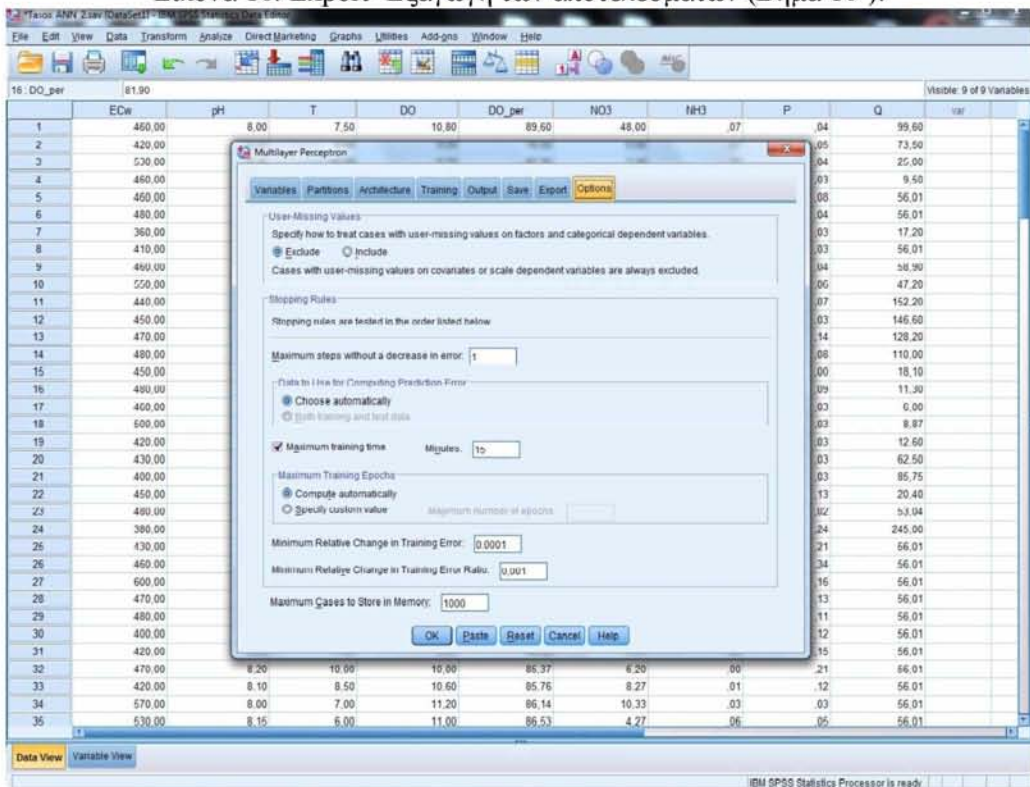 *Tasos ANN 2.sav [DataSet1] - IBM SPSS Statistics Data Editor
File Edit View Data Transform Analyze Direct Marketing Graphs Utilities Add-ons Window Help
16 : DO_per 81,90 Visible: 9 of 9 Variables
ECw pH T DO DO_per NO3 NH3 P Q var
1 460,00 8,00 7,50 10,80 89,60 48,00 ,07 ,04 99,60
2 420,00 ,05 73,50
3 530,00 ,04 25,00
4 460,00 ,03 9,50
5 460,00 ,08 56,01
6 480,00 ,04 56,01
7 360,00 ,03 17,20
8 410,00 ,03 56,01
9 460,00 ,04 58,90
10 550,00 ,06 47,20
11 440,00 ,07 152,20
12 450,00 ,03 146,60
13 470,00 ,14 128,20
14 480,00 ,08 110,00
15 450,00 ,00 18,10
16 480,00 ,09 11,30
17 460,00 ,03 6,00
18 600,00 ,03 8,87
19 420,00 ,03 12,60
20 430,00 ,03 62,50
21 400,00 ,03 85,75
22 450,00 ,13 20,40
23 480,00 ,02 53,04
24 380,00 ,24 245,00
25 430,00 ,21 56,01
26 460,00 ,34 56,01
27 600,00 ,16 56,01
28 470,00 ,13 56,01
29 480,00 ,11 56,01
30 400,00 ,12 56,01
31 420,00 ,15 56,01
32 470,00 8,20 10,00 10,00 85,37 6,20 ,00 ,21 56,01
33 420,00 8,10 8,50 10,60 85,76 8,27 ,01 ,12 56,01
34 570,00 8,00 7,00 11,20 86,14 10,33 ,03 ,03 56,01
35 530,00 8,15 6,00 11,00 86,53 4,27 ,06 ,05 56,01
Multilayer Perceptron
Variables Partitions Architecture Training Output Save Export Options
User-Missing Values
Specify how to treat cases with user-missing values on factors and categorical dependent variables.
Exclude Include
Cases with user-missing values on covariates or scale dependent variables are always excluded.
Stopping Rules
Stopping rules are tested in the order listed below
Maximum steps without a decrease in error: 1
Data to Use for Computing Prediction Error
Choose automatically
Both training and test data
Maximum training time Minutes: 15
Maximum Training Epochs
Compute automatically
Specify custom value Maximum number of epochs:
Minimum Relative Change in Training Error: 0.0001
Minimum Relative Change in Training Error Ratio: 0,001
Maximum Cases to Store in Memory: 1000
OK Paste Reset Cancel Help
Data View Variable View
IBM SPSS Statistics Processor is ready